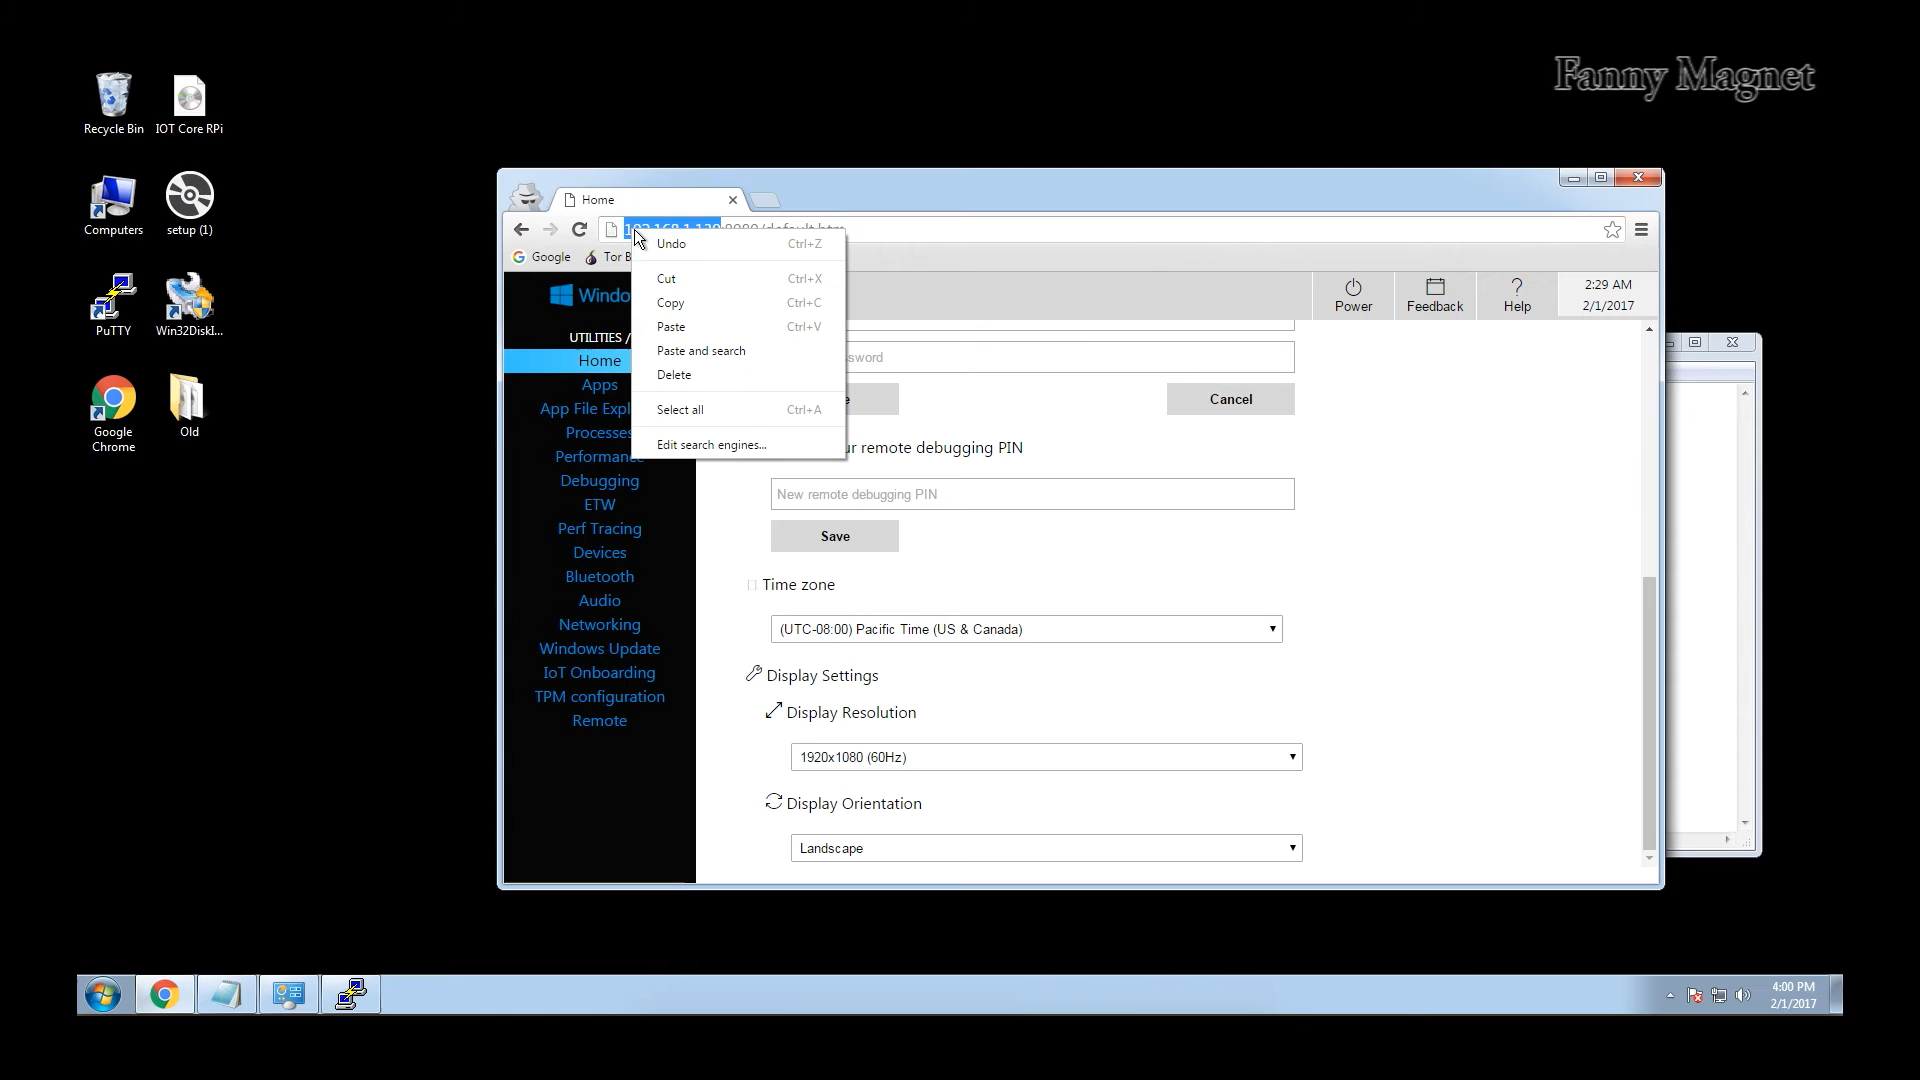 Fanny Magnet
Recycle Bin
IOT Core RPi
Computers
setup (1)
PuTTY
Win32DiskI...
Google
Chrome
Old
Home
Google
Tor B
Undo Ctrl+Z
Cut Ctrl+X
Copy Ctrl+C
Paste Ctrl+V
Paste and search
Delete
Select all Ctrl+A
Edit search engines...
Windo
Power
Feedback
Help
2:29 AM
2/1/2017
UTILITIES /
Home
Apps
App File Expl
Processes
Performance
Debugging
ETW
Perf Tracing
Devices
Bluetooth
Audio
Networking
Windows Update
IoT Onboarding
TPM configuration
Remote
ssword
e
Cancel
ur remote debugging PIN
New remote debugging PIN
Save
Time zone
(UTC-08:00) Pacific Time (US & Canada)
Display Settings
Display Resolution
1920x1080 (60Hz)
Display Orientation
Landscape
4:00 PM
2/1/2017